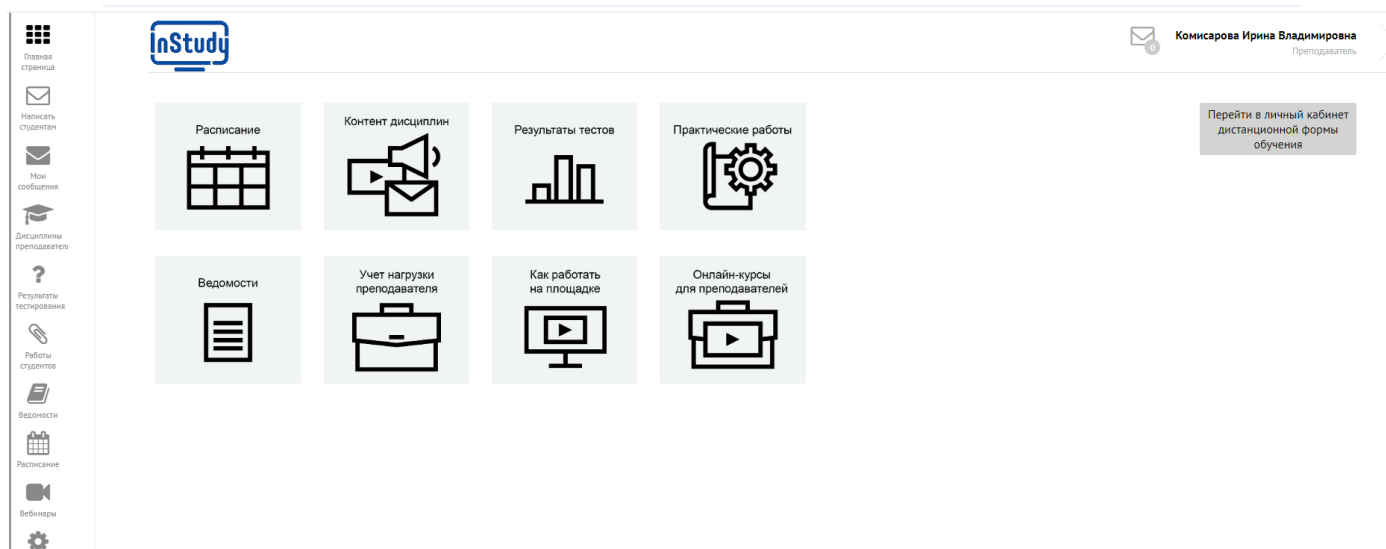 Главная
страница
Написать
студентам
Мои
сообщения
Дисциплины
преподавател
?
Результаты
тестирования
Работы
студентов
Ведомости
Расписание
Вебинары
InStudy
0
Комисарова Ирина Владимировна
Преподаватель
Расписание
Контент дисциплин
Результаты тестов
Практические работы
Перейти в личный кабинет
дистанционной формы
обучения
Ведомости
Учет нагрузки
преподавателя
Как работать
на площадке
Онлайн-курсы
для преподавателей